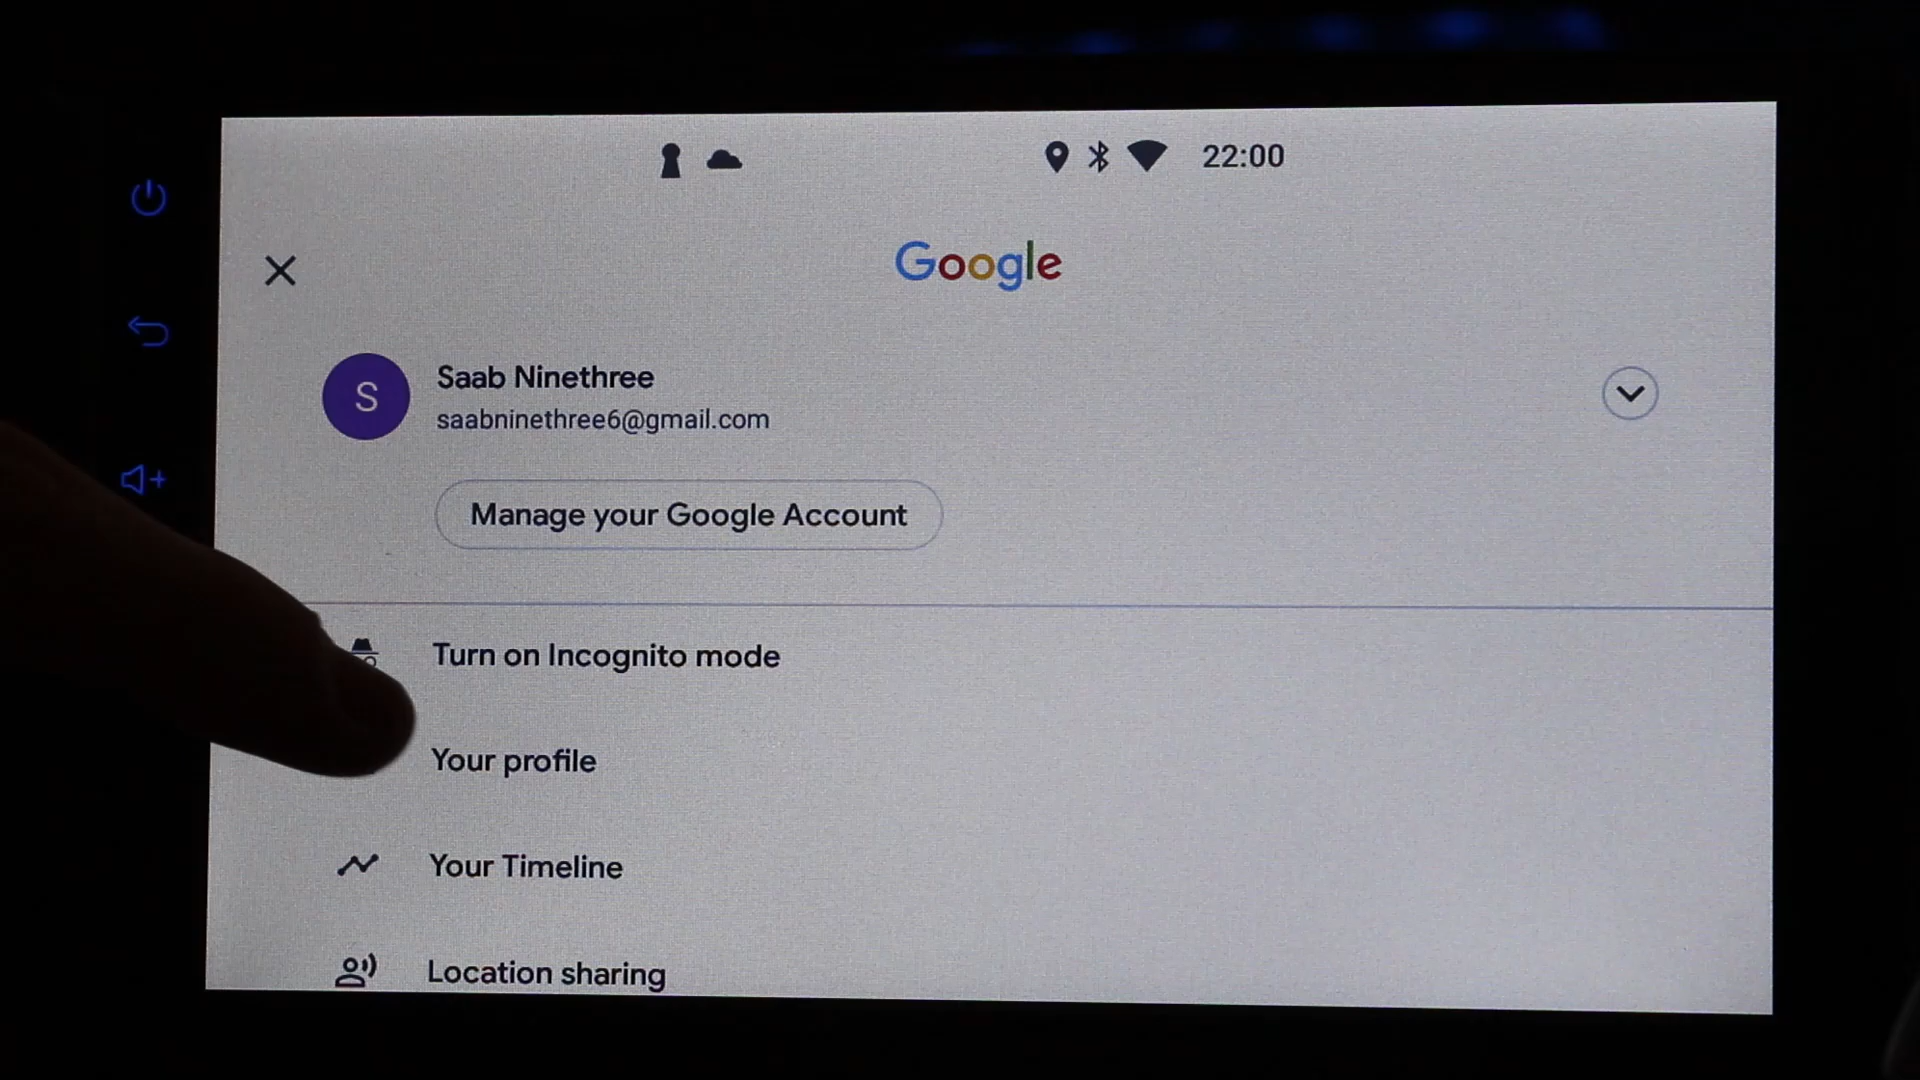 22:00
Google
S
Saab Ninethree
saabninethree6@gmail.com
Manage your Google Account
Turn on Incognito mode
Your profile
Your Timeline
Location sharing